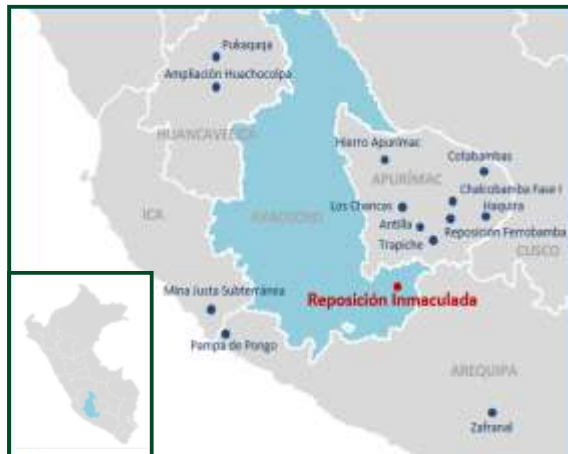 Pukaqaqa
Ampliación Huachocolpa
HUANCAVELICA
Hierro Apurímac
Cotabambas
APURÍMAC
Chalcobamba Fase I
Haquira
Los Chancas
ICA
AYACUCHO
Antilla
Reposición Ferrobamba
Trapiche
CUSCO
Mina Justa Subterránea
Reposición Inmaculada
Pampa de Pongo
AREQUIPA
Zafranal